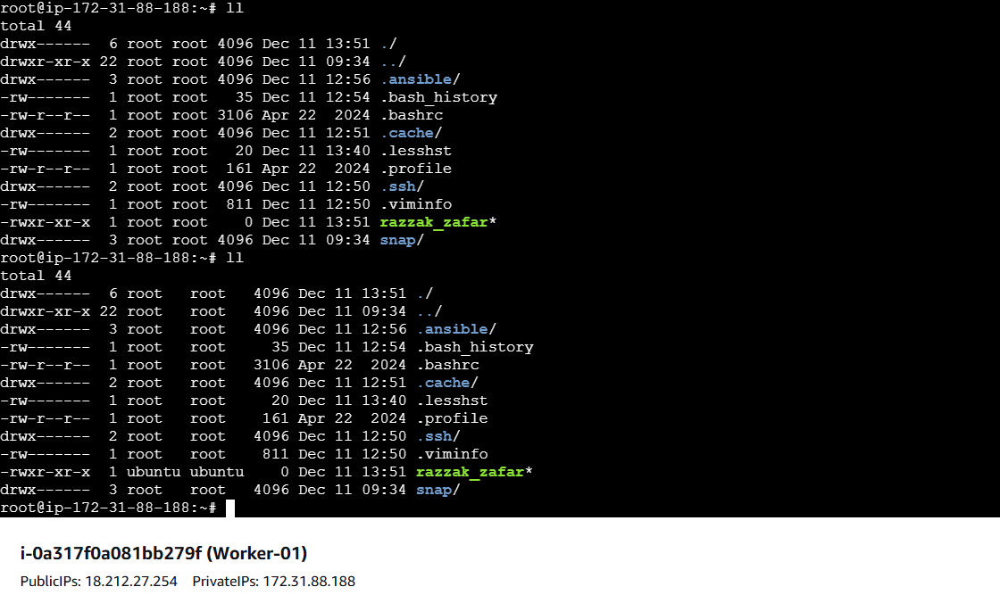 root@ip-172-31-88-188:~# ll
total 44
drwx------  6 root root 4096 Dec 11 13:51 ./
drwxr-xr-x 22 root root 4096 Dec 11 09:34 ../
drwx------  3 root root 4096 Dec 11 12:56 .ansible/
-rw-------  1 root root   35 Dec 11 12:54 .bash_history
-rw-r--r--  1 root root 3106 Apr 22  2024 .bashrc
drwx------  2 root root 4096 Dec 11 12:51 .cache/
-rw-------  1 root root   20 Dec 11 13:40 .lesshst
-rw-r--r--  1 root root  161 Apr 22  2024 .profile
drwx------  2 root root 4096 Dec 11 12:50 .ssh/
-rw-------  1 root root  811 Dec 11 12:50 .viminfo
-rwxr-xr-x  1 root root    0 Dec 11 13:51 razzak_zafar*
drwx------  3 root root 4096 Dec 11 09:34 snap/
root@ip-172-31-88-188:~# ll
total 44
drwx------  6 root   root   4096 Dec 11 13:51 ./
drwxr-xr-x 22 root   root   4096 Dec 11 09:34 ../
drwx------  3 root   root   4096 Dec 11 12:56 .ansible/
-rw-------  1 root   root     35 Dec 11 12:54 .bash_history
-rw-r--r--  1 root   root   3106 Apr 22  2024 .bashrc
drwx------  2 root   root   4096 Dec 11 12:51 .cache/
-rw-------  1 root   root     20 Dec 11 13:40 .lesshst
-rw-r--r--  1 root   root    161 Apr 22  2024 .profile
drwx------  2 root   root   4096 Dec 11 12:50 .ssh/
-rw-------  1 root   root    811 Dec 11 12:50 .viminfo
-rwxr-xr-x  1 ubuntu ubuntu    0 Dec 11 13:51 razzak_zafar*
drwx------  3 root   root   4096 Dec 11 09:34 snap/
root@ip-172-31-88-188:~#
i-0a317f0a081bb279f (Worker-01)
PublicIPs: 18.212.27.254 PrivateIPs: 172.31.88.188